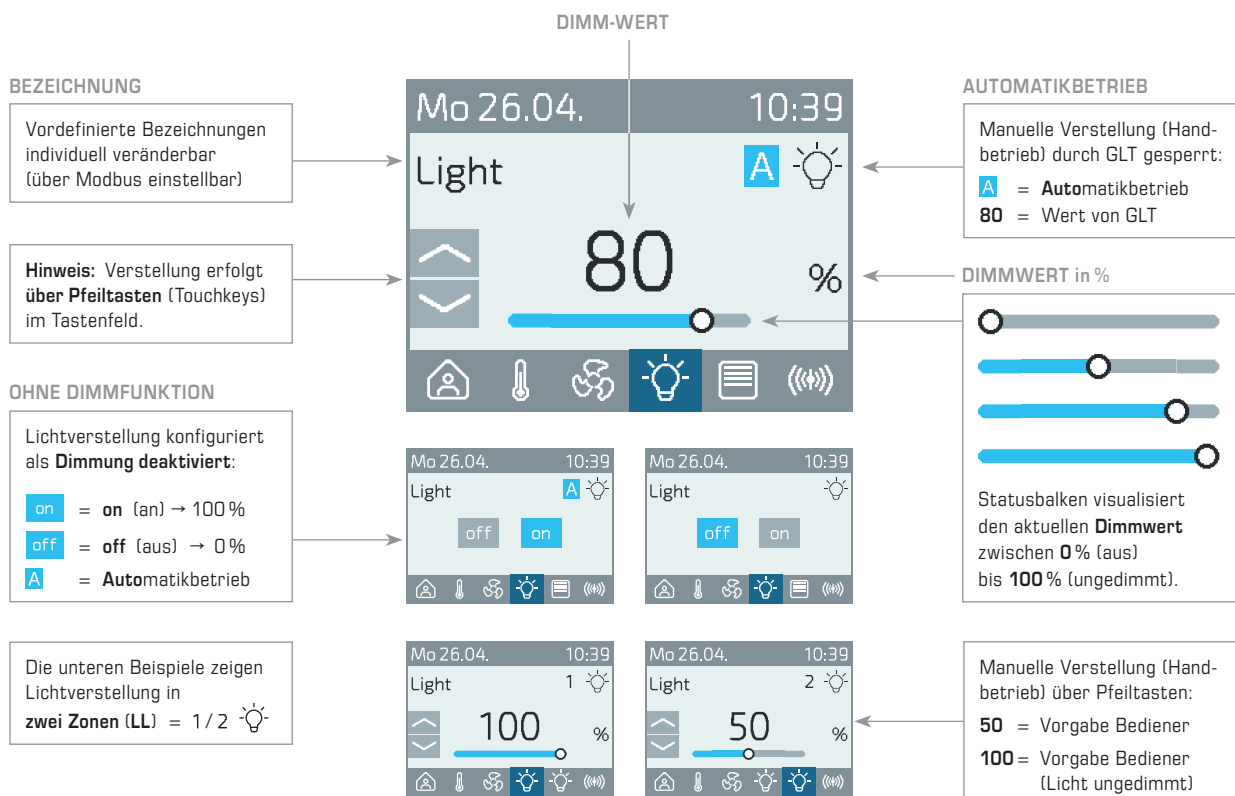 DIMM-WERT
BEZEICHNUNG
Vordefinierte Bezeichnungen
individuell veränderbar
(über Modbus einstellbar)
Hinweis: Verstellung erfolgt
über Pfeiltasten (Touchkeys)
im Tastenfeld.
OHNE DIMMFUNKTION
Lichtverstellung konfiguriert
als Dimmung deaktiviert:
on = on (an) → 100 %
off = off (aus) → 0 %
A = Automatikbetrieb
Die unteren Beispiele zeigen
Lichtverstellung in
zwei Zonen (LL) = 1 / 2
Mo 26.04. 10:39
Light A
80
%
Mo 26.04. 10:39
Light A
off on
Mo 26.04. 10:39
Light
off on
Mo 26.04. 10:39
Light 1
100 %
Mo 26.04. 10:39
Light 2
50 %
AUTOMATIKBETRIEB
Manuelle Verstellung (Hand-
betrieb) durch GLT gesperrt:
A = Automatikbetrieb
80 = Wert von GLT
DIMMWERT in %
Statusbalken visualisiert
den aktuellen Dimmwert
zwischen 0 % (aus)
bis 100 % (ungedimmt).
Manuelle Verstellung (Hand-
betrieb) über Pfeiltasten:
50 = Vorgabe Bediener
100 = Vorgabe Bediener
(Licht ungedimmt)